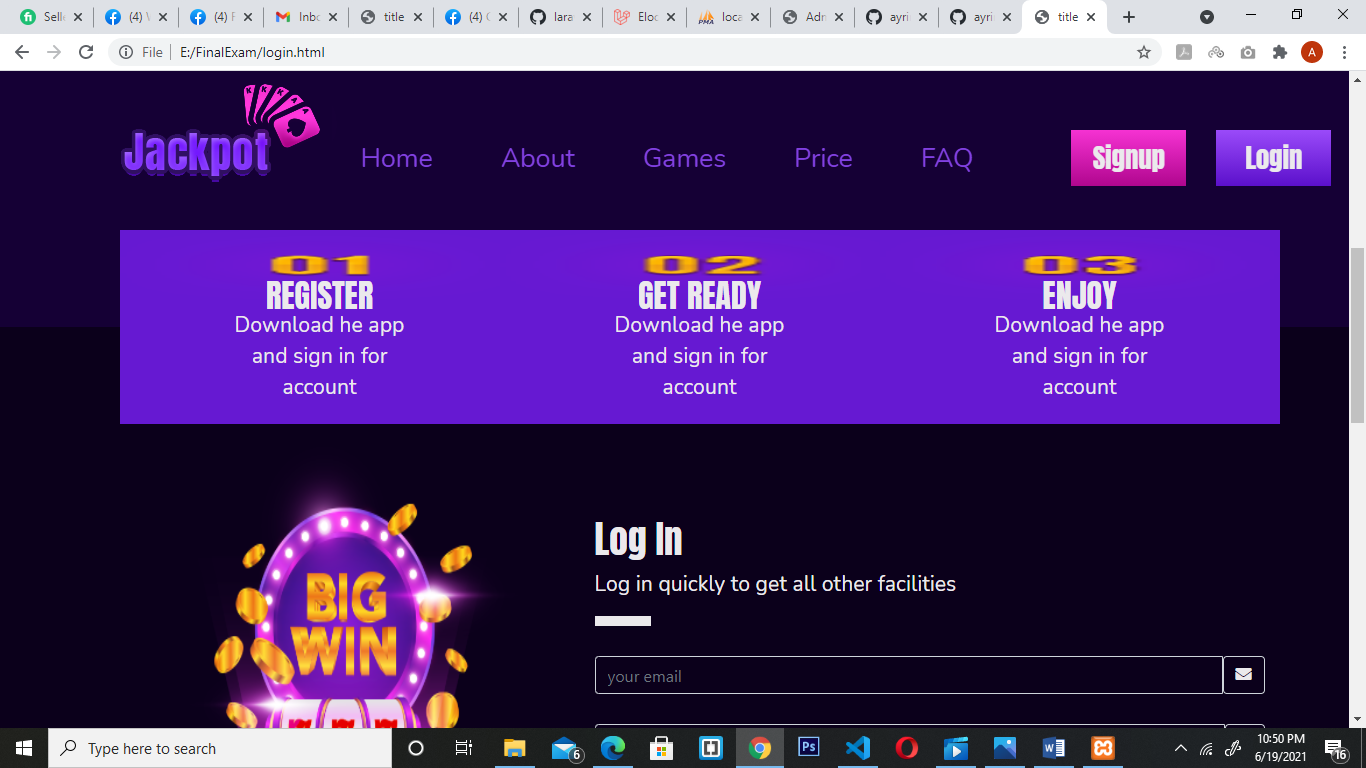 Selle
(4) V
(4) F
Inbo
title
(4) C
lara
Eloc
loca
Adr
ayri
ayri
title
File
E:/FinalExam/login.html
A
Jackpot
Home
About
Games
Price
FAQ
Signup
Login
01
REGISTER
Download he app
and sign in for
account
02
GET READY
Download he app
and sign in for
account
03
ENJOY
Download he app
and sign in for
account
BIG
WIN
Log In
Log in quickly to get all other facilities
your email
Type here to search
6
Ps
10:50 PM
6/19/2021
16